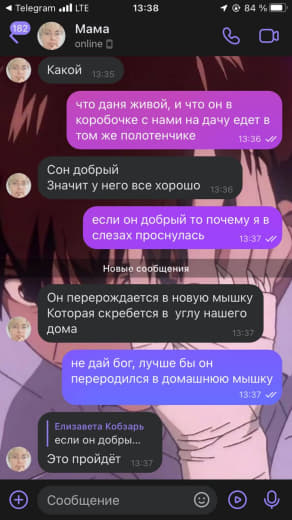 Telegram LTE 13:38 84 %
182
Мама
online
Какой
13:35
что даня живой, и что он в
коробочке с нами на дачу едет в
том же полотенчике
13:36
Сон добрый
Значит у него все хорошо
13:36
если он добрый то почему я в
слезах проснулась
13:37
Новые сообщения
Он перерождается в новую мышку
Которая скребется в углу нашего
дома
13:37
не дай бог, лучше бы он
переродился в домашнюю мышку
13:37
Елизавета Кобзарь
если он добры...
Это пройдёт
13:37
Сообщение